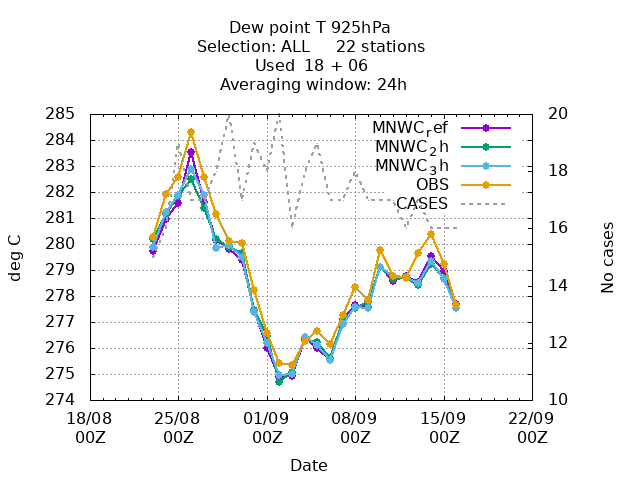 Dew point T 925hPa
Selection: ALL     22 stations
Used  18 + 06
Averaging window: 24h
285
284
283
282
281
280
279
278
277
276
275
274
deg C
20
18
16
14
12
10
No cases
MNWC_ref
MNWC_2h
MNWC_3h
OBS
CASES
18/08 25/08 01/09 08/09 15/09 22/09
00Z 00Z 00Z 00Z 00Z 00Z
Date